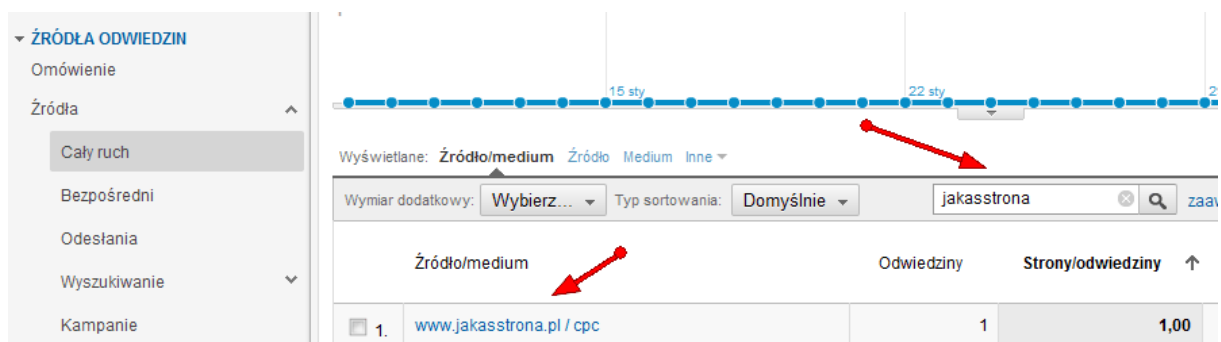 ŹRÓDŁA ODWIEDZIN
Omówienie
Źródła
Cały ruch
Bezpośredni
Odesłania
Wyszukiwanie
Kampanie
15 sty
22 sty
Wyświetlane: Źródło/medium Źródło Medium Inne
Wymiar dodatkowy: Wybierz... Typ sortowania: Domyślnie jakasstrona
Źródło/medium Odwiedziny Strony/odwiedziny
1. www.jakasstrona.pl / cpc 1 1,00